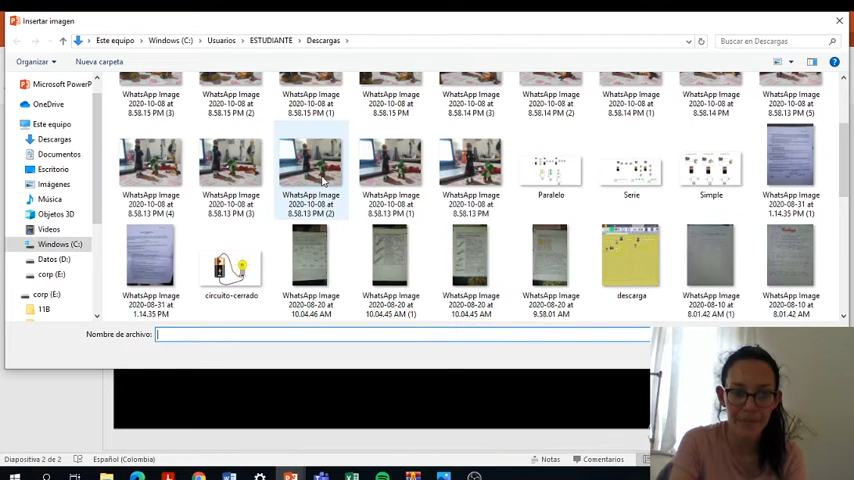 Insertar imagen
Este equipo > Windows (C:) > Usuarios > ESTUDIANTE > Descargas >
Buscar en Descargas
Organizar
Nueva carpeta
Microsoft PowerP
OneDrive
Este equipo
Descargas
Documentos
Escritorio
Imágenes
Música
Objetos 3D
Videos
Windows (C:)
Datos (D:)
corp (E:)
corp (E:)
11B
WhatsApp Image 2020-10-08 at 8.58.15 PM (3)
WhatsApp Image 2020-10-08 at 8.58.15 PM (2)
WhatsApp Image 2020-10-08 at 8.58.15 PM (1)
WhatsApp Image 2020-10-08 at 8.58.15 PM
WhatsApp Image 2020-10-08 at 8.58.14 PM (3)
WhatsApp Image 2020-10-08 at 8.58.14 PM (2)
WhatsApp Image 2020-10-08 at 8.58.14 PM (1)
WhatsApp Image 2020-10-08 at 8.58.14 PM
WhatsApp Image 2020-10-08 at 8.58.13 PM (5)
WhatsApp Image 2020-10-08 at 8.58.13 PM (4)
WhatsApp Image 2020-10-08 at 8.58.13 PM (3)
WhatsApp Image 2020-10-08 at 8.58.13 PM (2)
WhatsApp Image 2020-10-08 at 8.58.13 PM (1)
WhatsApp Image 2020-10-08 at 8.58.13 PM
Paralelo
Serie
Simple
WhatsApp Image 2020-08-31 at 1.14.35 PM (1)
WhatsApp Image 2020-08-31 at 1.14.35 PM
circuito-cerrado
WhatsApp Image 2020-08-20 at 10.04.46 AM
WhatsApp Image 2020-08-20 at 10.04.45 AM (1)
WhatsApp Image 2020-08-20 at 10.04.45 AM
WhatsApp Image 2020-08-20 at 9.58.01 AM
descarga
WhatsApp Image 2020-08-10 at 8.01.42 AM (1)
WhatsApp Image 2020-08-10 at 8.01.42 AM
Nombre de archivo:
Diapositiva 2 de 2
Español (Colombia)
Notas
Comentarios